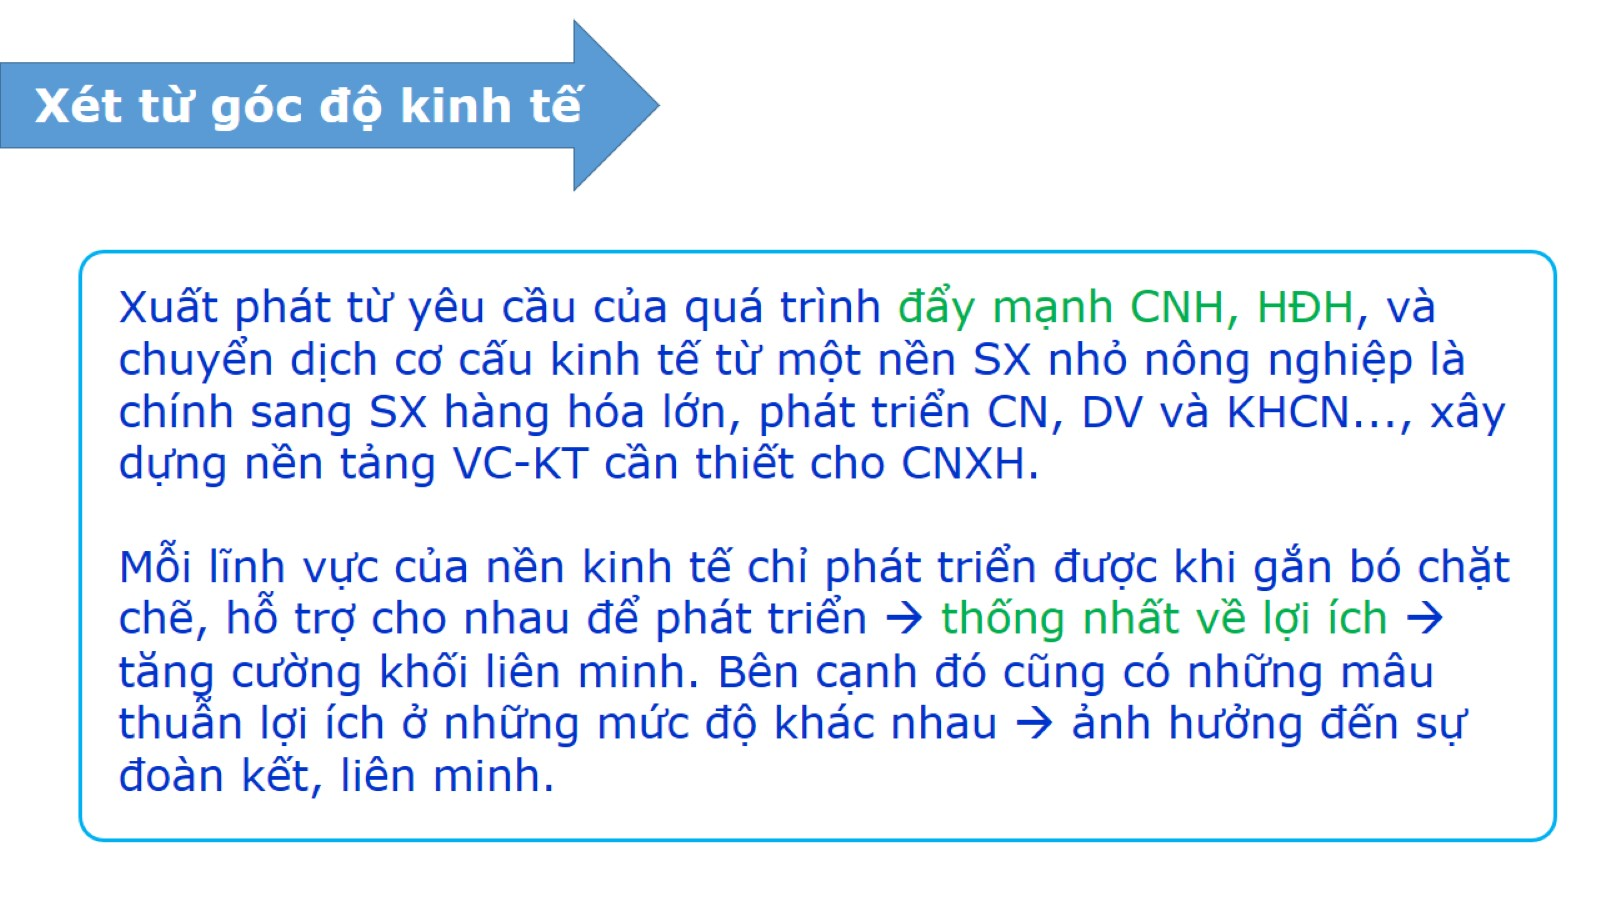 Xét từ góc độ kinh tế
Xuất phát từ yêu cầu của quá trình đẩy mạnh CNH, HĐH, và
chuyển dịch cơ cấu kinh tế từ một nền SX nhỏ nông nghiệp là
chính sang SX hàng hóa lớn, phát triển CN, DV và KHCN..., xây
dựng nền tảng VC-KT cần thiết cho CNXH.
Mỗi lĩnh vực của nền kinh tế chỉ phát triển được khi gắn bó chặt
chẽ, hỗ trợ cho nhau để phát triển → thống nhất về lợi ích →
tăng cường khối liên minh. Bên cạnh đó cũng có những mâu
thuẫn lợi ích ở những mức độ khác nhau → ảnh hưởng đến sự
đoàn kết, liên minh.